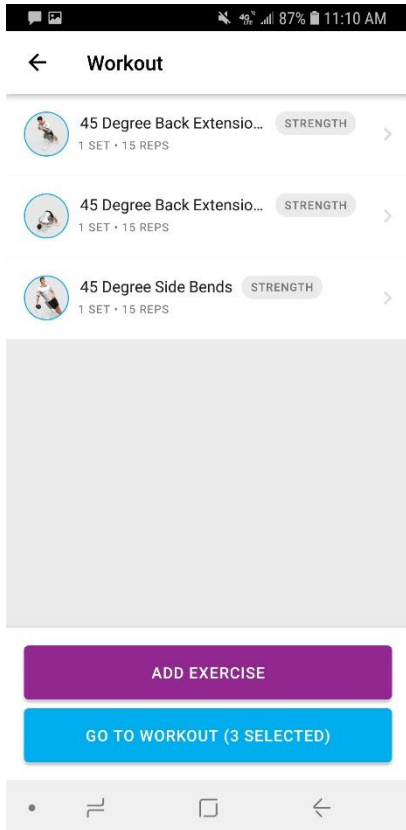 87% 11:10 AM
Workout
45 Degree Back Extensio... STRENGTH
1 SET • 15 REPS
45 Degree Back Extensio... STRENGTH
1 SET • 15 REPS
45 Degree Side Bends STRENGTH
1 SET • 15 REPS
ADD EXERCISE
GO TO WORKOUT (3 SELECTED)